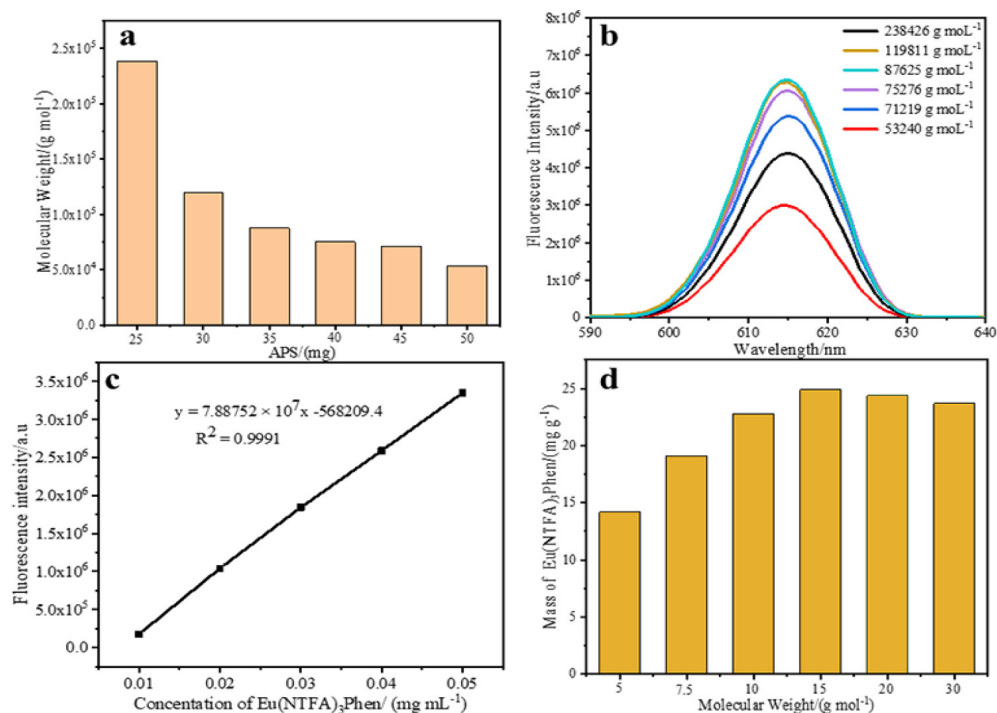 a
Molecular Weight/(g mol⁻¹)
2.5x10⁵
2.0x10⁵
1.5x10⁵
1.0x10⁵
5.0x10⁴
0.0
25 30 35 40 45 50
APS/(mg)
b
Fluorescence Intensity/a.u
8x10⁶
7x10⁶
6x10⁶
5x10⁶
4x10⁶
3x10⁶
2x10⁶
1x10⁶
0
590 600 610 620 630 640
Wavelength/nm
238426 g moL⁻¹
119811 g moL⁻¹
87625 g moL⁻¹
75276 g moL⁻¹
71219 g moL⁻¹
53240 g moL⁻¹
c
Fluorescence intensity/a.u
3.5x10⁶
3.0x10⁶
2.5x10⁶
2.0x10⁶
1.5x10⁶
1.0x10⁶
5.0x10⁵
0.0
y = 7.88752 × 10⁷x -568209.4
R² = 0.9991
0.01 0.02 0.03 0.04 0.05
Concentation of Eu(NTFA)₃Phen/ (mg mL⁻¹)
d
Mass of Eu(NTFA)₃Phen/(mg g⁻¹)
25
20
15
10
5
0
5 7.5 10 15 20 30
Molecular Weight/(g mol⁻¹)